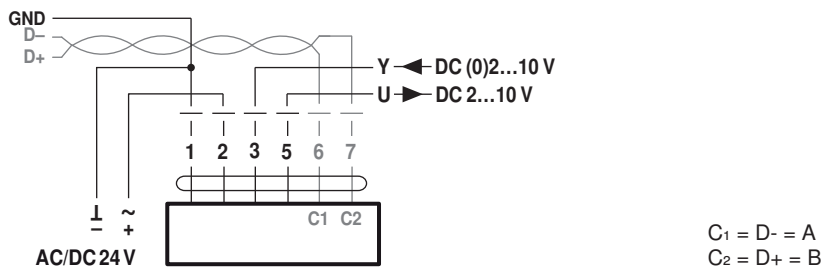 GND
D–
D+
Y DC (0)2…10 V
U DC 2…10 V
1 2 3 5 6 7
⊥ ~
– +
C1 C2
AC/DC 24 V
C1 = D- = A
C2 = D+ = B